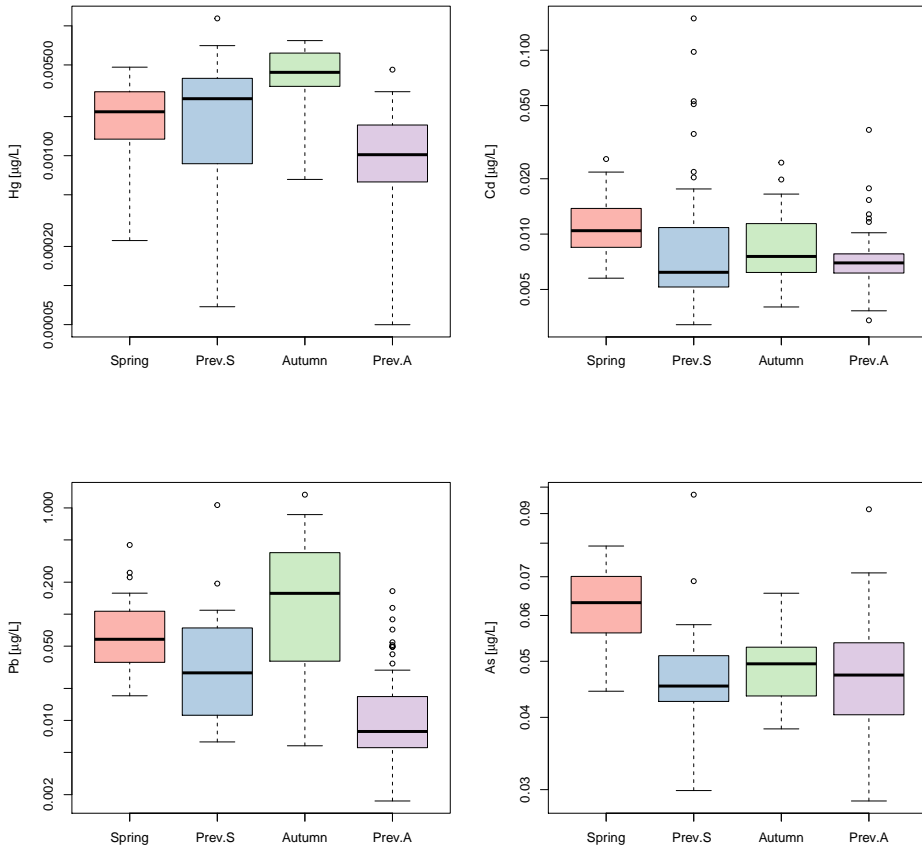 Hg [µg/L]
0.00500
0.00100
0.00020
0.00005
Spring Prev.S Autumn Prev.A
Cd [µg/L]
0.100
0.050
0.020
0.010
0.005
Spring Prev.S Autumn Prev.A
Pb [µg/L]
1.000
0.200
0.050
0.010
0.002
Spring Prev.S Autumn Prev.A
As [µg/L]
0.09
0.07
0.06
0.05
0.04
0.03
Spring Prev.S Autumn Prev.A